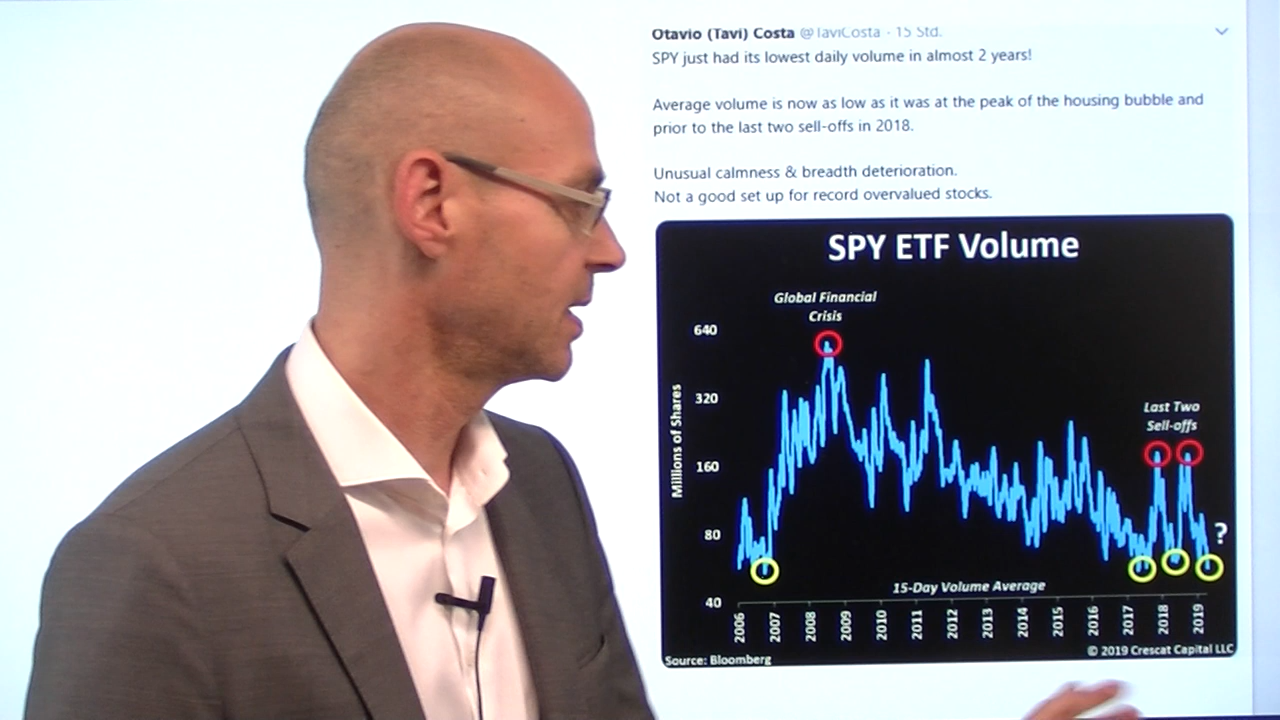 Otavio (Tavi) Costa @TaviCosta · 15 Std.
SPY just had its lowest daily volume in almost 2 years!
Average volume is now as low as it was at the peak of the housing bubble and
prior to the last two sell-offs in 2018.
Unusual calmness & breadth deterioration.
Not a good set up for record overvalued stocks.
SPY ETF Volume
Global Financial
Crisis
640
320
160
80
40
Millions of Shares
Last Two
Sell-offs
?
15-Day Volume Average
2006 2007 2008 2009 2010 2011 2012 2013 2014 2015 2016 2017 2018 2019
Source: Bloomberg
© 2019 Crescat Capital LLC